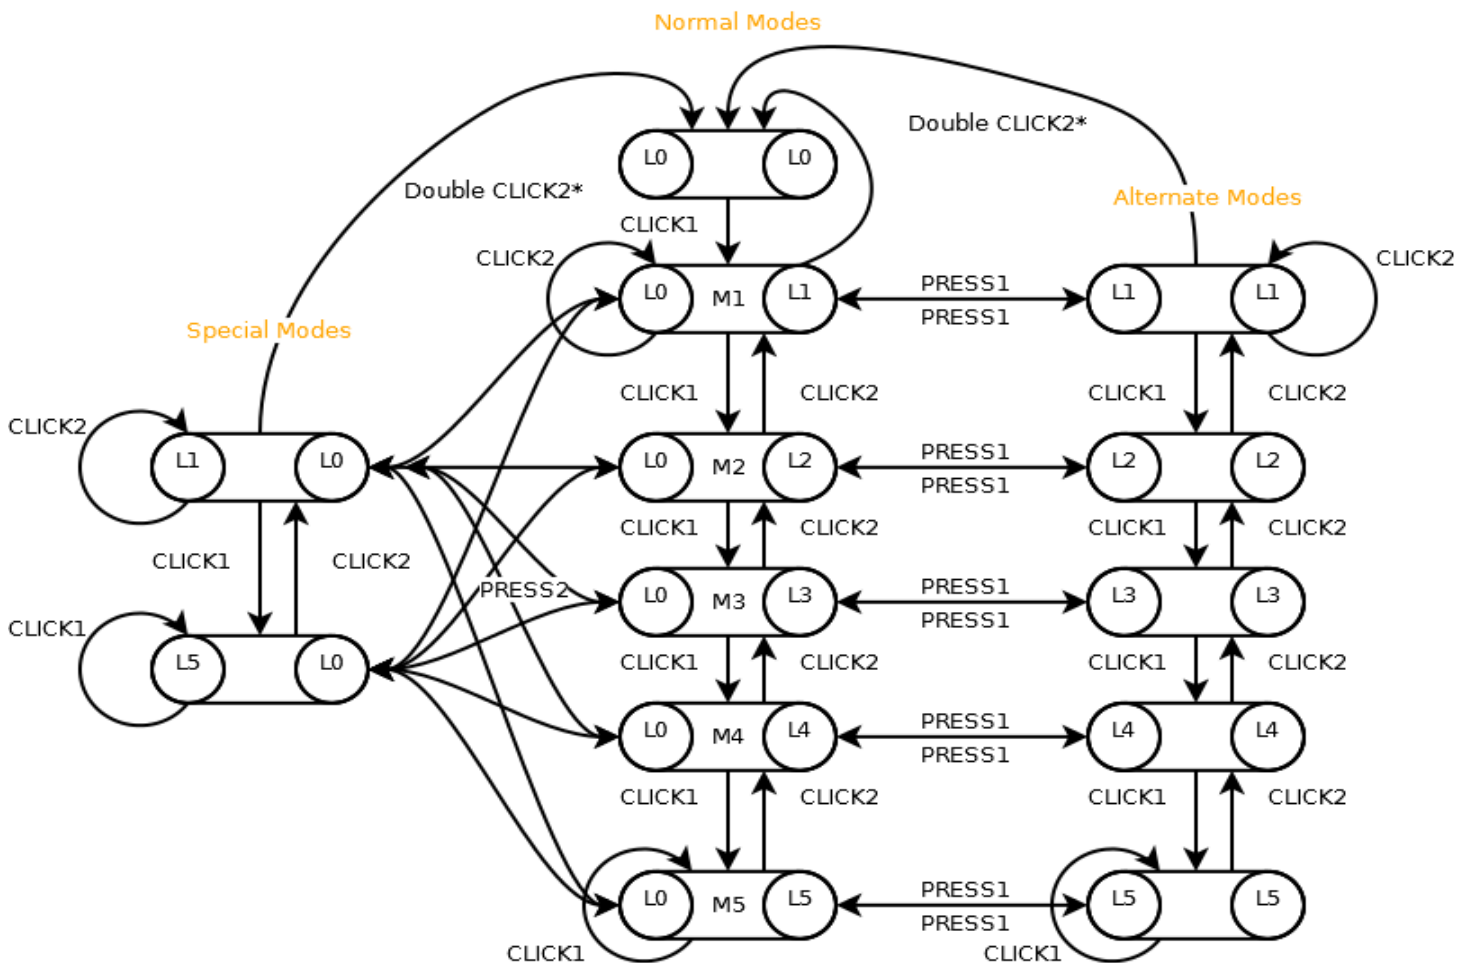 Normal Modes
Double CLICK2*
L0 L0
Double CLICK2*
Alternate Modes
CLICK1
CLICK2
CLICK2
L0 M1 L1
PRESS1
PRESS1
L1 L1
Special Modes
CLICK1
CLICK2
CLICK1
CLICK2
CLICK2
L1 L0
L0 M2 L2
PRESS1
PRESS1
L2 L2
CLICK1
CLICK2
CLICK1
CLICK2
CLICK1
CLICK2
PRESS2
L0 M3 L3
PRESS1
PRESS1
L3 L3
CLICK1
L5 L0
CLICK1
CLICK2
CLICK1
CLICK2
L0 M4 L4
PRESS1
PRESS1
L4 L4
CLICK1
CLICK2
CLICK1
CLICK2
L0 M5 L5
PRESS1
PRESS1
L5 L5
CLICK1
CLICK1